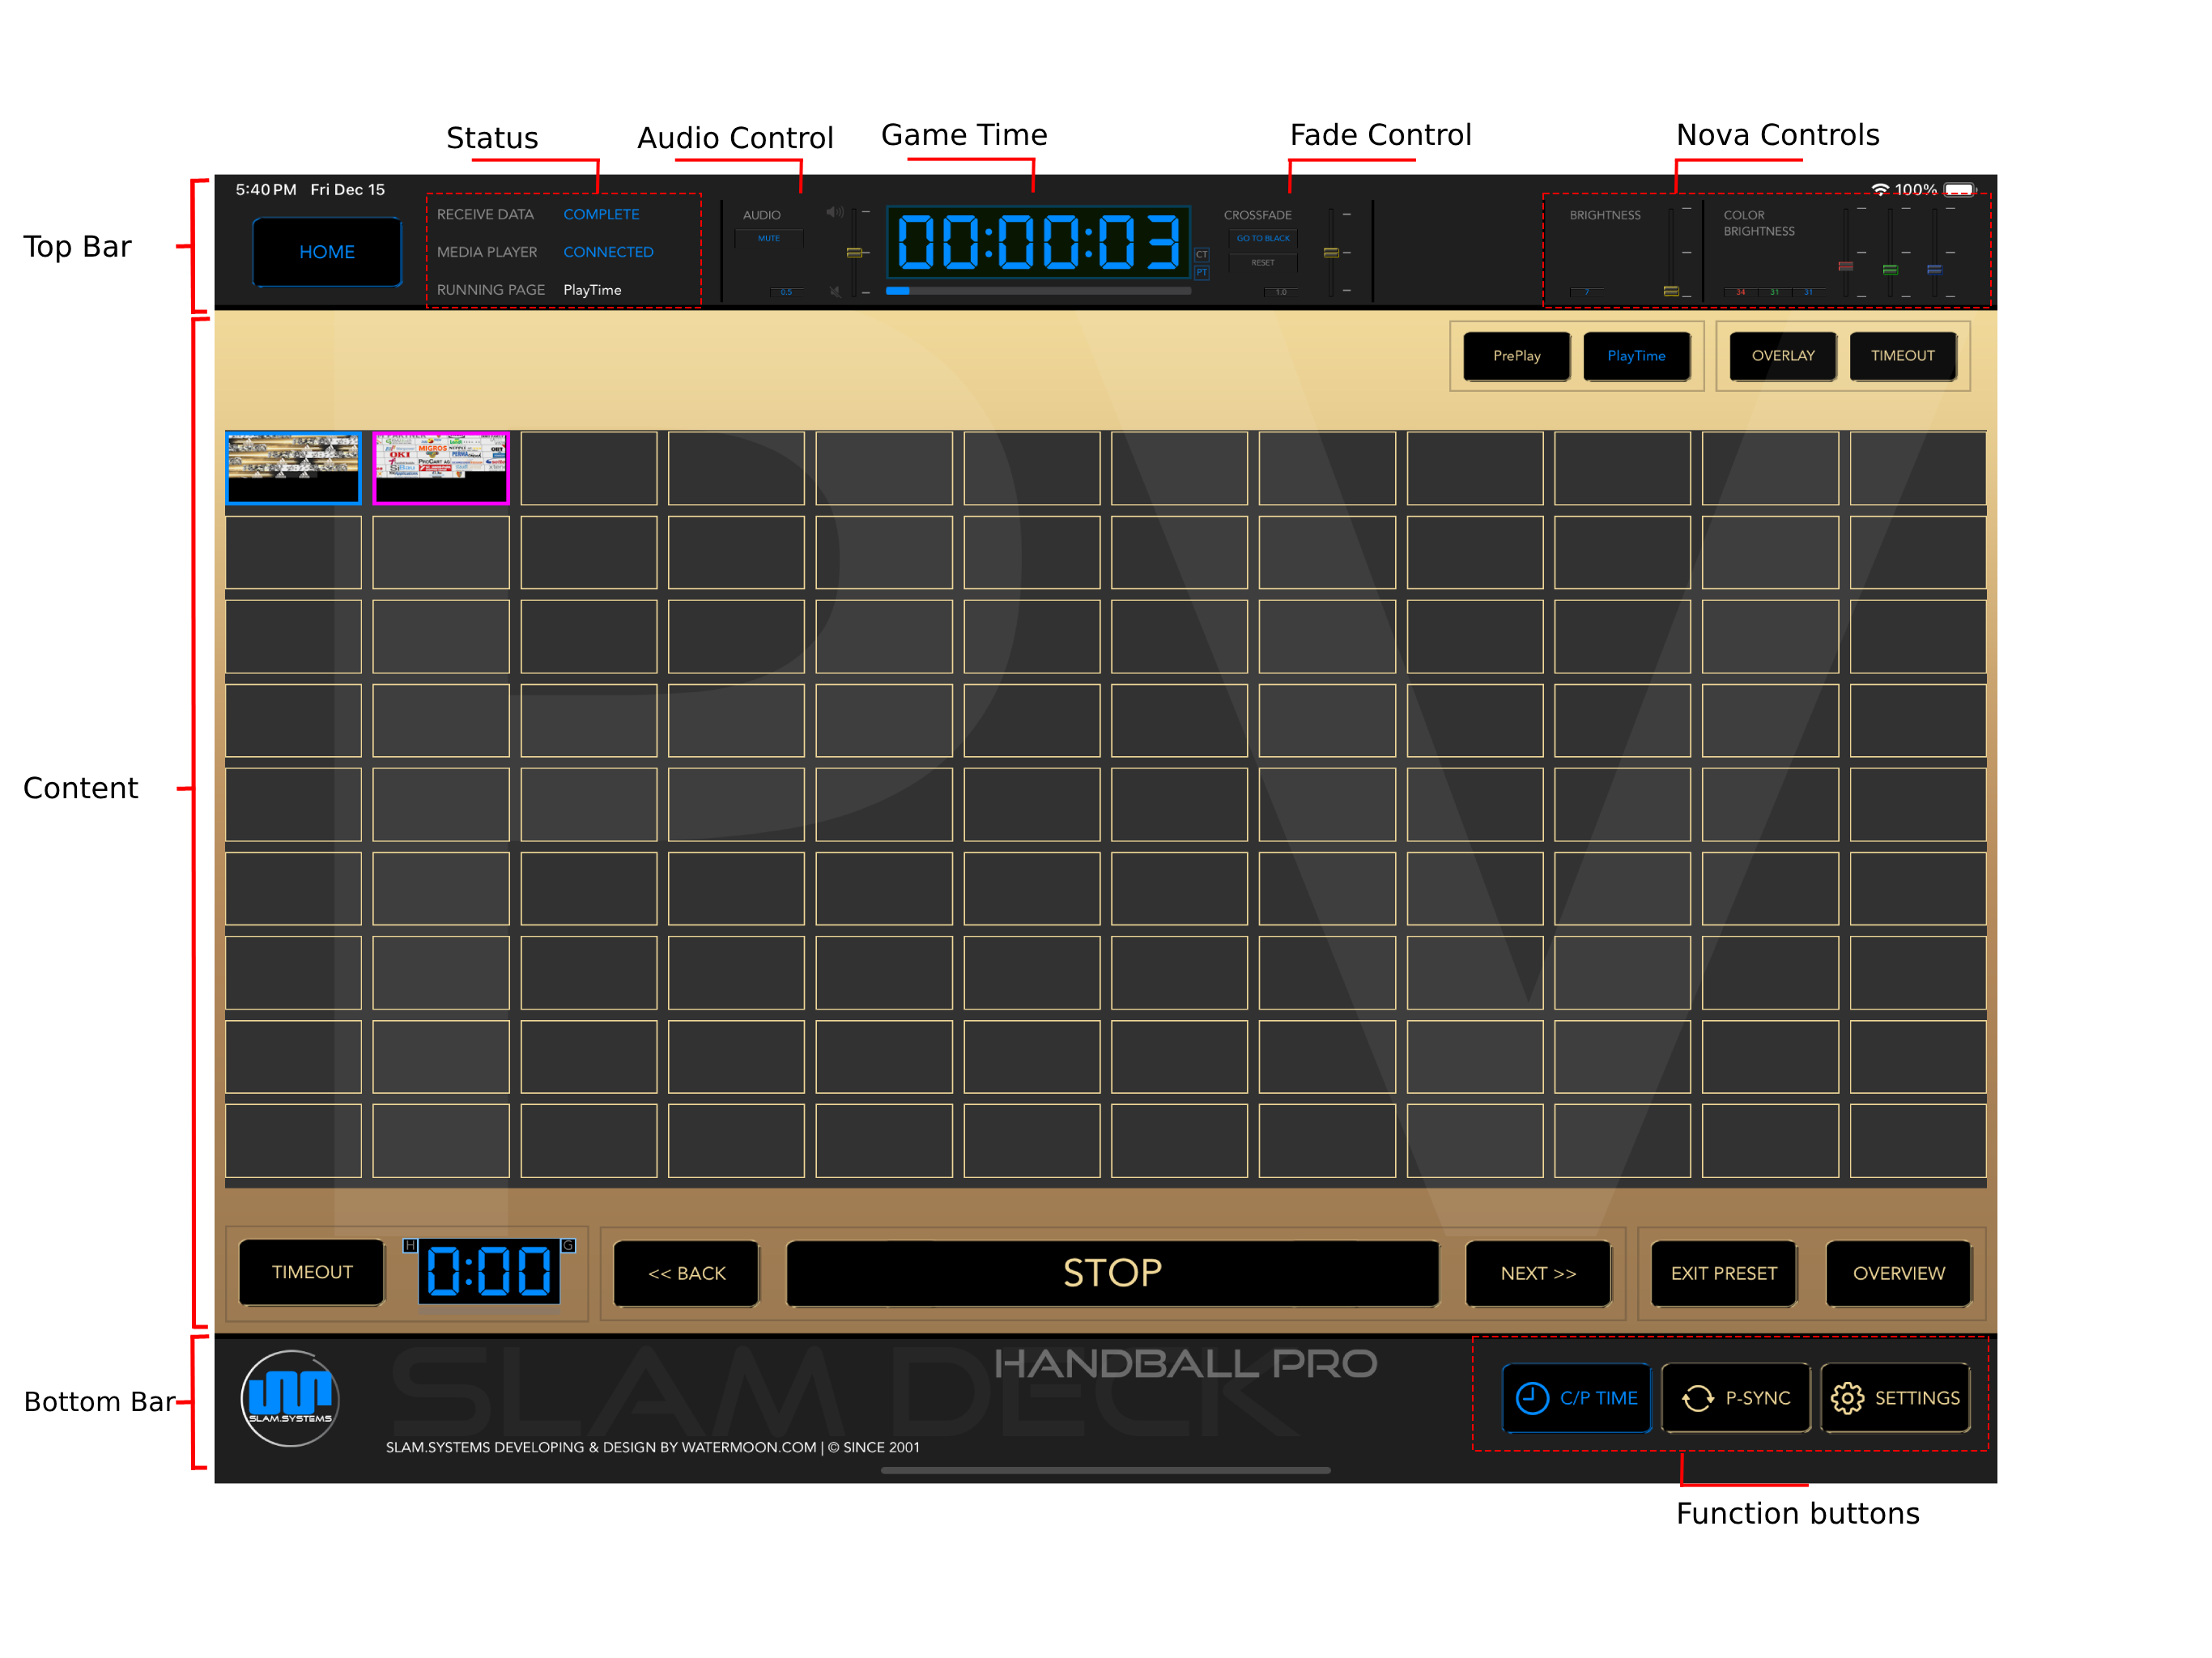 Status
Audio Control
Game Time
Fade Control
Nova Controls
Top Bar
5:40 PM Fri Dec 15
100%
HOME
RECEIVE DATA COMPLETE
MEDIA PLAYER CONNECTED
RUNNING PAGE PlayTime
AUDIO
MUTE
0.5
00:00:03
CT
PT
CROSSFADE
GO TO BLACK
RESET
1.0
BRIGHTNESS
7
COLOR
BRIGHTNESS
34 31 31
PrePlay PlayTime OVERLAY TIMEOUT
PV
OKI MIGROS
Content
TIMEOUT
H 0:00 G
<< BACK STOP NEXT >> EXIT PRESET OVERVIEW
Bottom Bar
SLAM.SYSTEMS
SLAM DECK
HANDBALL PRO
SLAM.SYSTEMS DEVELOPING & DESIGN BY WATERMOON.COM | © SINCE 2001
C/P TIME P-SYNC SETTINGS
Function buttons